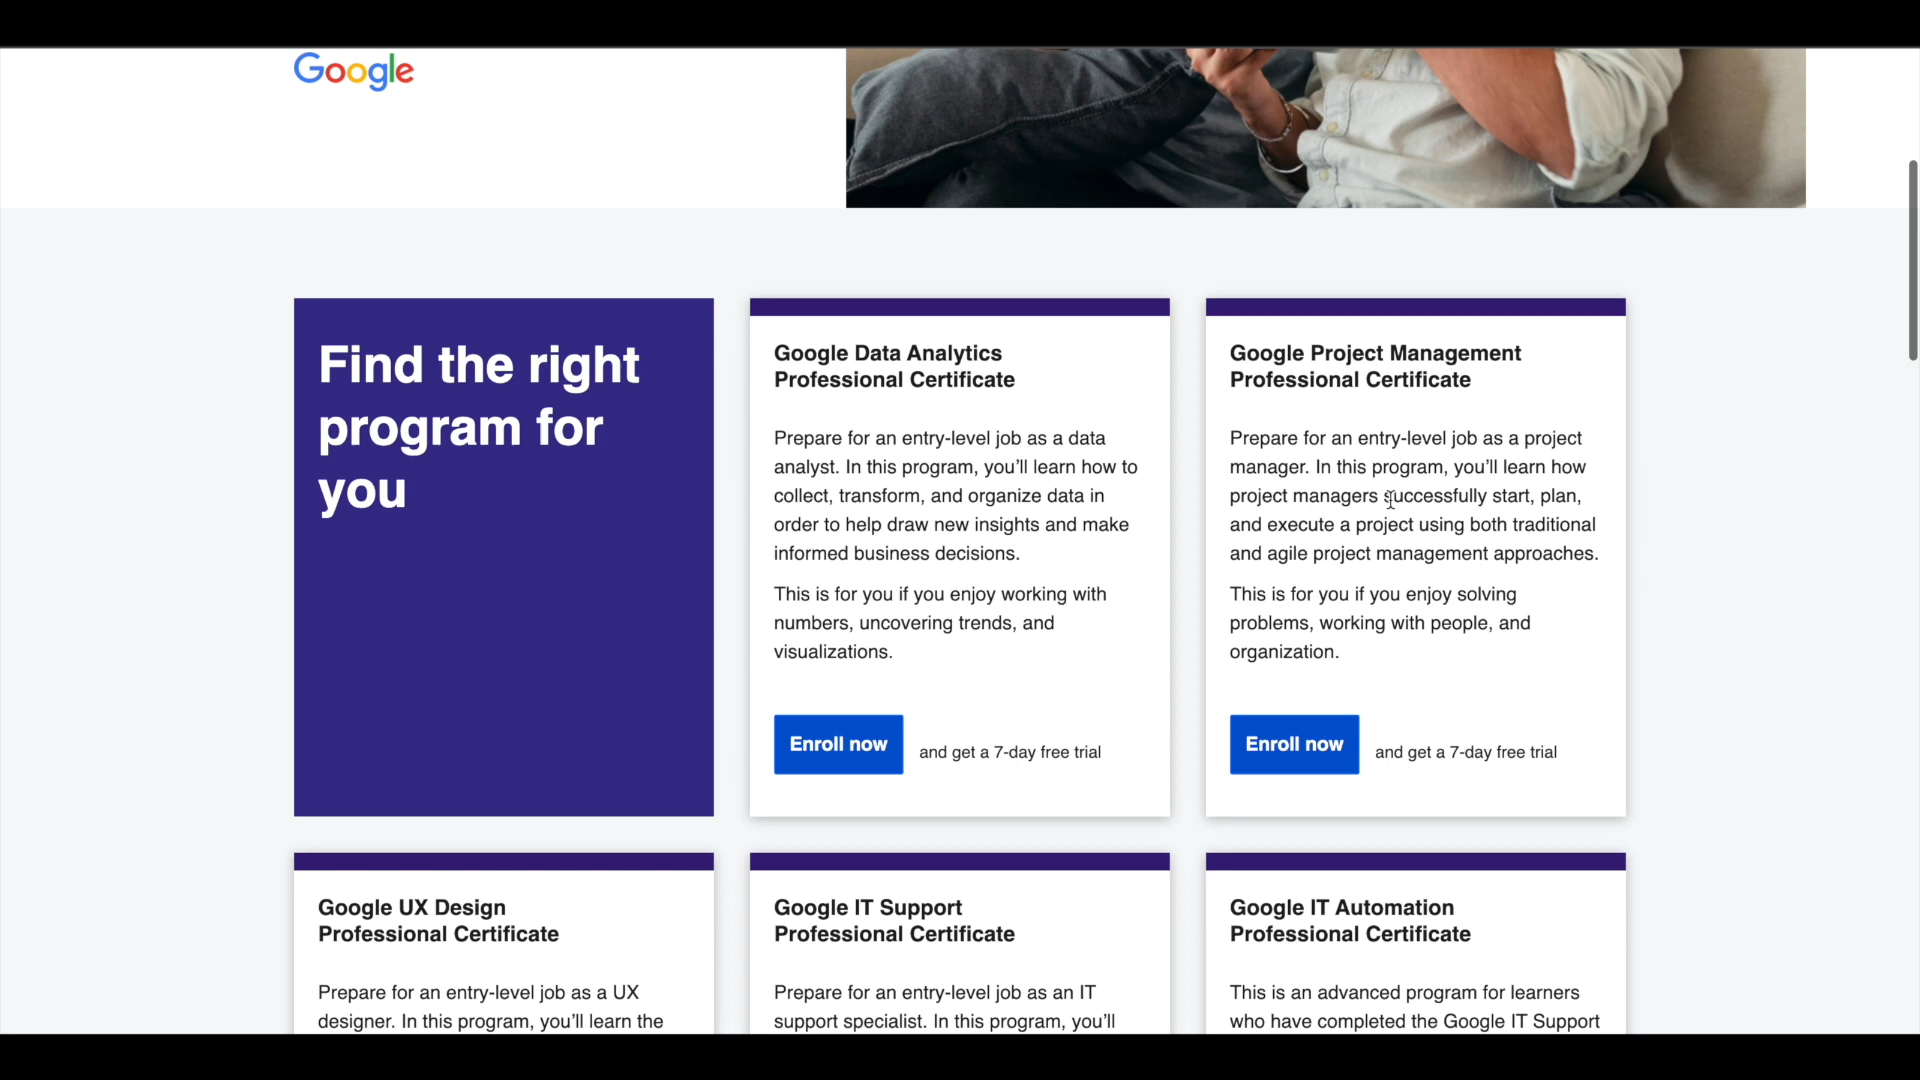 Google
Find the right
program for
you
Google Data Analytics
Professional Certificate
Prepare for an entry-level job as a data
analyst. In this program, you’ll learn how to
collect, transform, and organize data in
order to help draw new insights and make
informed business decisions.
This is for you if you enjoy working with
numbers, uncovering trends, and
visualizations.
Enroll now and get a 7-day free trial
Google Project Management
Professional Certificate
Prepare for an entry-level job as a project
manager. In this program, you’ll learn how
project managers successfully start, plan,
and execute a project using both traditional
and agile project management approaches.
This is for you if you enjoy solving
problems, working with people, and
organization.
Enroll now and get a 7-day free trial
Google UX Design
Professional Certificate
Prepare for an entry-level job as a UX
designer. In this program, you’ll learn the
Google IT Support
Professional Certificate
Prepare for an entry-level job as an IT
support specialist. In this program, you’ll
Google IT Automation
Professional Certificate
This is an advanced program for learners
who have completed the Google IT Support